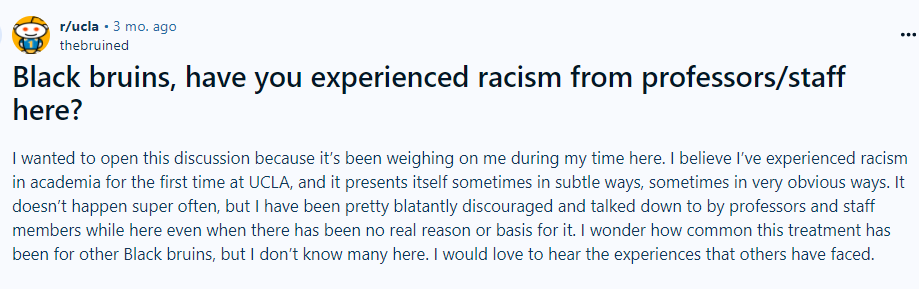 r/ucla • 3 mo. ago
thebruined
Black bruins, have you experienced racism from professors/staff
here?
I wanted to open this discussion because it’s been weighing on me during my time here. I believe I’ve experienced racism
in academia for the first time at UCLA, and it presents itself sometimes in subtle ways, sometimes in very obvious ways. It
doesn’t happen super often, but I have been pretty blatantly discouraged and talked down to by professors and staff
members while here even when there has been no real reason or basis for it. I wonder how common this treatment has
been for other Black bruins, but I don’t know many here. I would love to hear the experiences that others have faced.